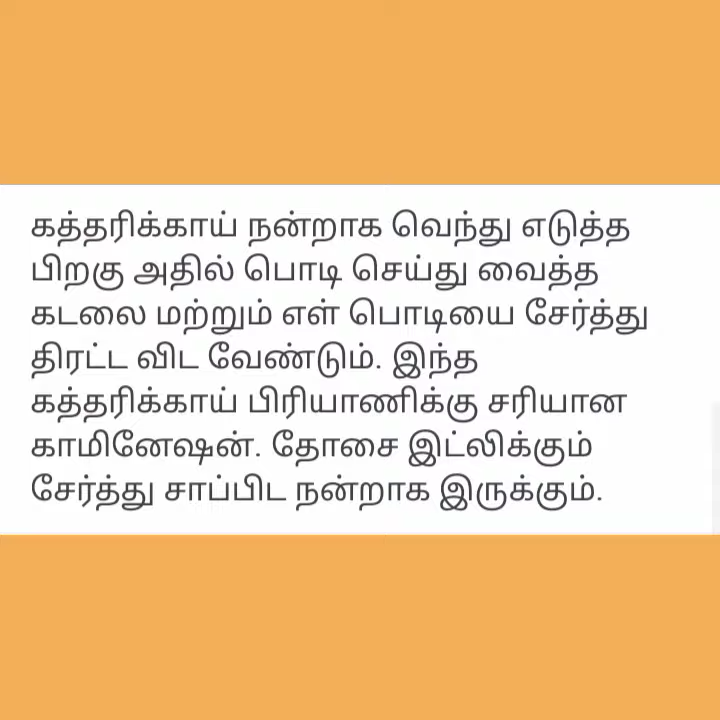 கத்தரிக்காய் நன்றாக வெந்து எடுத்த
பிறகு அதில் பொடி செய்து வைத்த
கடலை மற்றும் எள் பொடியை சேர்த்து
திரட்ட விட வேண்டும். இந்த
கத்தரிக்காய் பிரியாணிக்கு சரியான
காமினேஷன். தோசை இட்லிக்கும்
சேர்த்து சாப்பிட நன்றாக இருக்கும்.